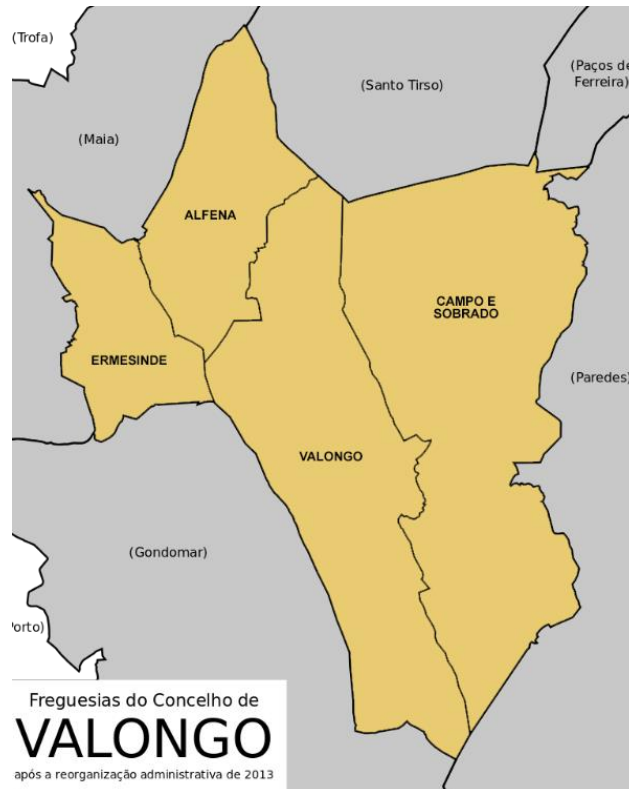 (Trofa)
(Santo Tirso)
(Paços de
Ferreira)
(Maia)
ALFENA
CAMPO E
SOBRADO
ERMESINDE
(Paredes)
VALONGO
(Gondomar)
Porto)
Freguesias do Concelho de
VALONGO
após a reorganização administrativa de 2013